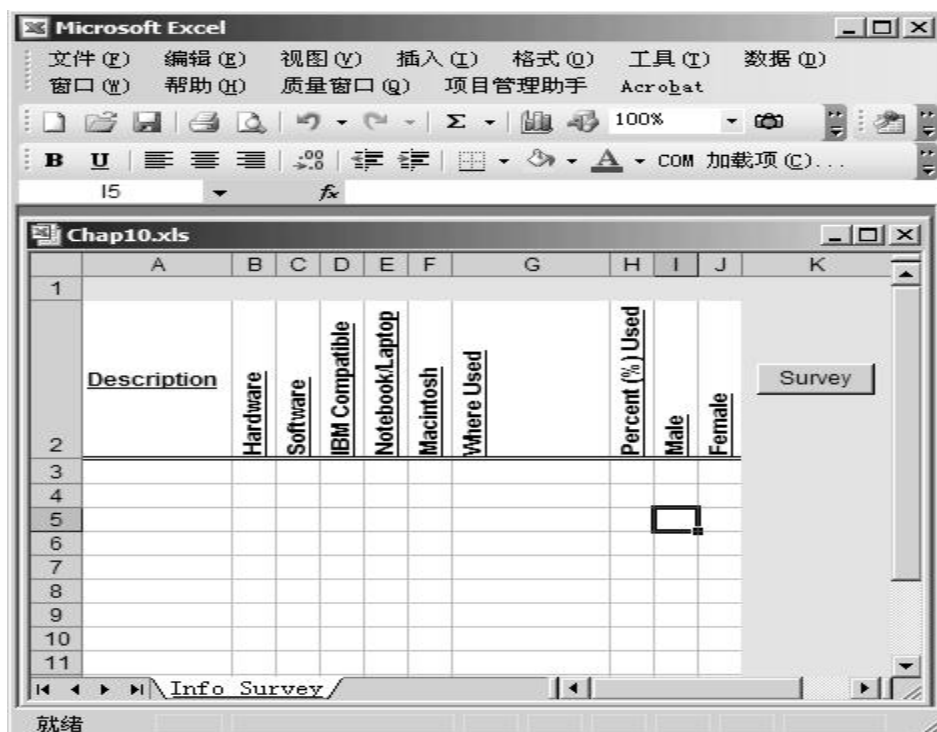 Microsoft Excel
文件(F) 编辑(E) 视图(V) 插入(I) 格式(O) 工具(T) 数据(D)
窗口(W) 帮助(H) 质量窗口(Q) 项目管理助手 Acrobat
Σ 100%
B U .00 .0 A COM 加载项(C)...
I5 fx
Chap10.xls
A B C D E F G H I J K
1
2 Description Hardware Software IBM Compatible Notebook/Laptop Macintosh Where Used Percent (%) Used Male Female Survey
3
4
5
6
7
8
9
10
11
Info Survey
就绪